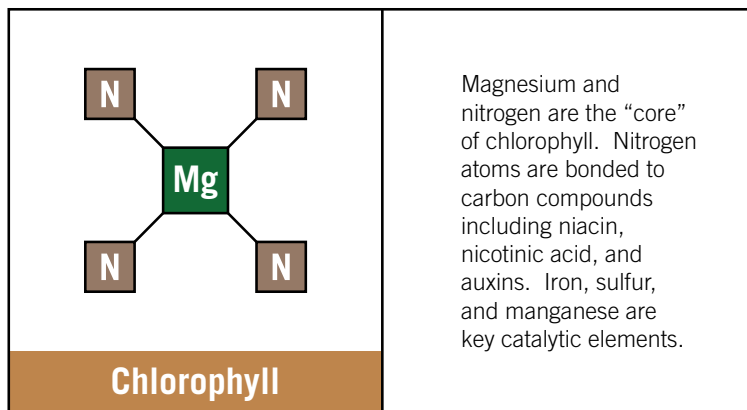 N
N
Mg
N
N
Chlorophyll
Magnesium and
nitrogen are the “core”
of chlorophyll.  Nitrogen
atoms are bonded to
carbon compounds
including niacin,
nicotinic acid, and
auxins.  Iron, sulfur,
and manganese are
key catalytic elements.